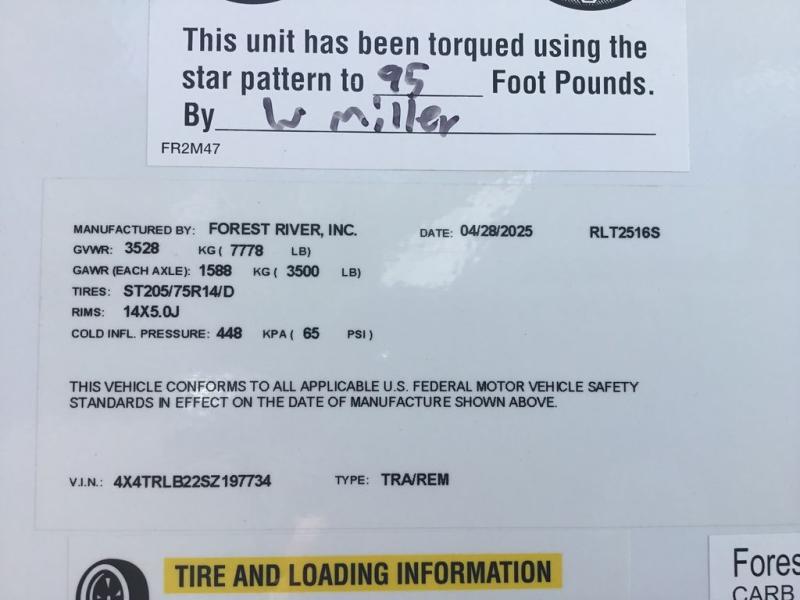 This unit has been torqued using the
star pattern to 95 Foot Pounds.
By W miller
FR2M47
MANUFACTURED BY: FOREST RIVER, INC. DATE: 04/28/2025 RLT2516S
GVWR: 3528 KG ( 7778 LB)
GAWR (EACH AXLE): 1588 KG ( 3500 LB)
TIRES: ST205/75R14/D
RIMS: 14X5.0J
COLD INFL. PRESSURE: 448 KPA ( 65 PSI )
THIS VEHICLE CONFORMS TO ALL APPLICABLE U.S. FEDERAL MOTOR VEHICLE SAFETY
STANDARDS IN EFFECT ON THE DATE OF MANUFACTURE SHOWN ABOVE.
V.I.N.: 4X4TRLB22SZ197734 TYPE: TRA/REM
TIRE AND LOADING INFORMATION
Fores
CARB